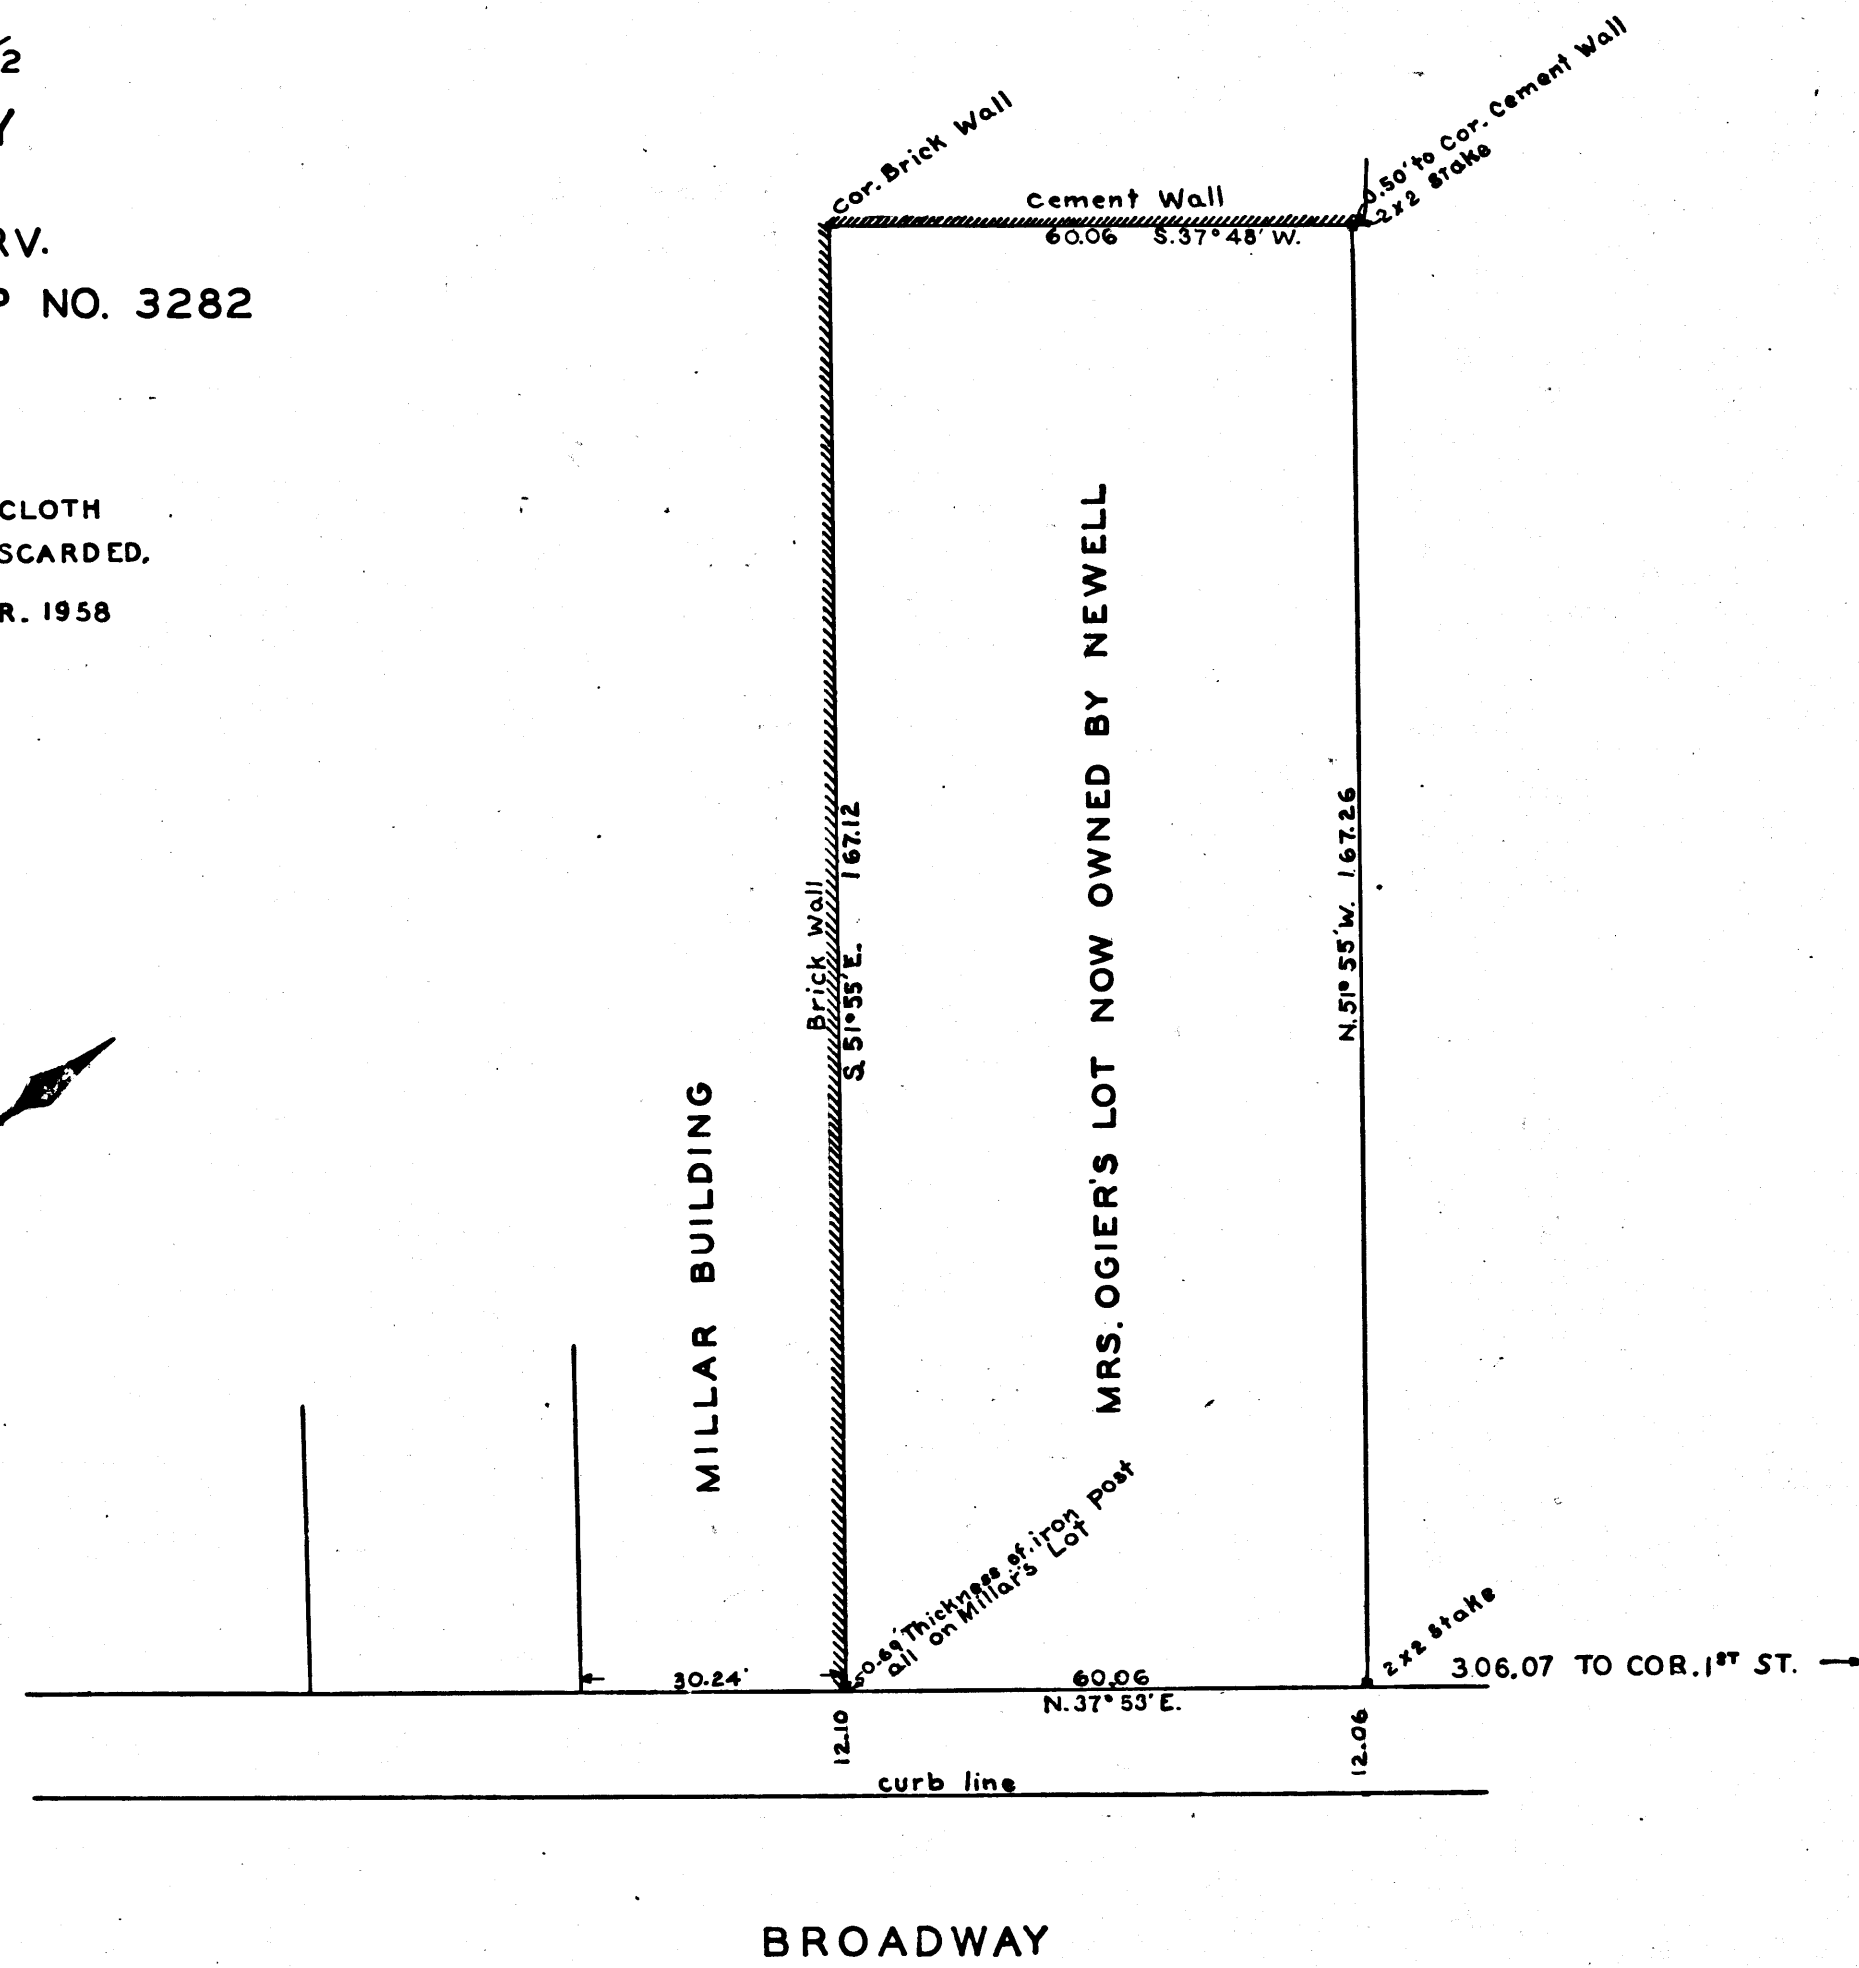 2
Y
RV.
P NO. 3282
CLOTH
SCARDED.
R. 1958
Cor. Brick Wall
Cement Wall
60.06 S.37°48' W.
0.50' to Cor. Cement Wall
2x2 Stake
Brick Wall
S. 51°55' E. 167.12
MRS. OGIER'S LOT NOW OWNED BY NEWELL
N.51°55'W. 167.26
MILLAR BUILDING
0.69' Thickness of iron Post
all on Millar's Lot
2x2 Stake
30.24'
60.06
306.07 TO COR. 1ST ST.
N.37°53' E.
12.10
12.06
curb line
BROADWAY